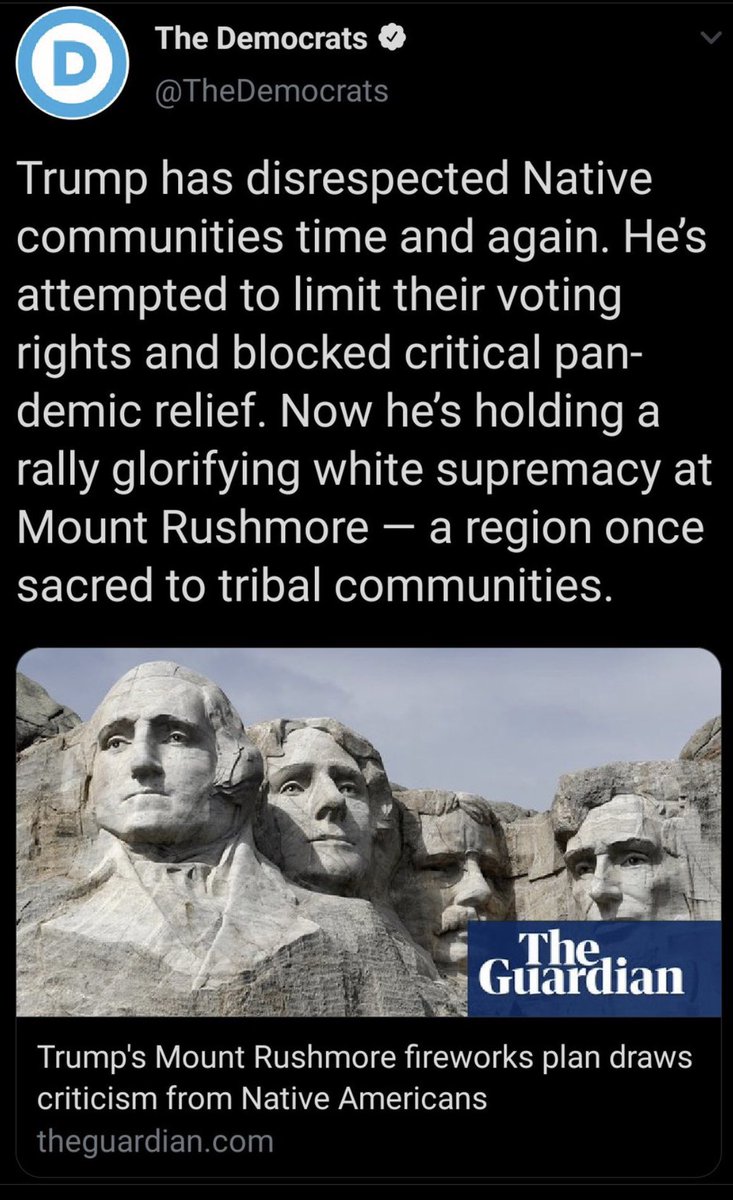 D
The Democrats
@TheDemocrats
Trump has disrespected Native
communities time and again. He’s
attempted to limit their voting
rights and blocked critical pan-
demic relief. Now he’s holding a
rally glorifying white supremacy at
Mount Rushmore — a region once
sacred to tribal communities.
The
Guardian
Trump's Mount Rushmore fireworks plan draws
criticism from Native Americans
theguardian.com